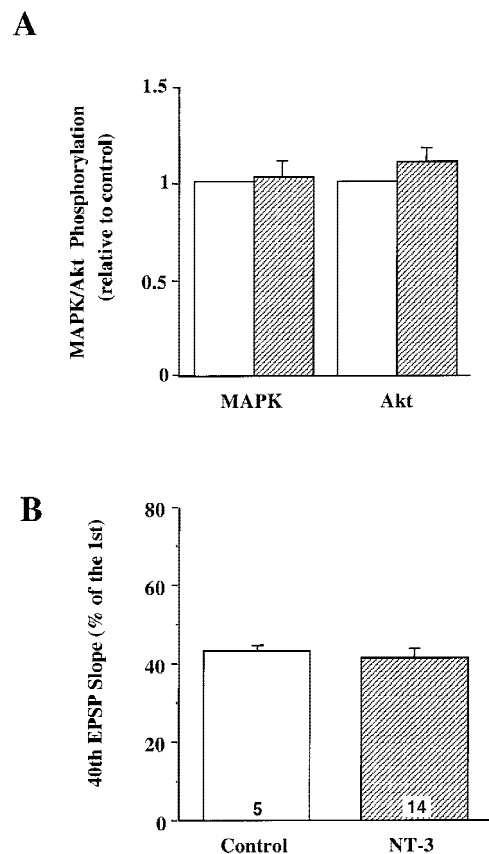 A
MAPK/Akt Phosphorylation
(relative to control)
1.5
1
0.5
0
MAPK Akt
B
40th EPSP Slope (% of the 1st)
80
60
40
20
0
5 14
Control NT-3